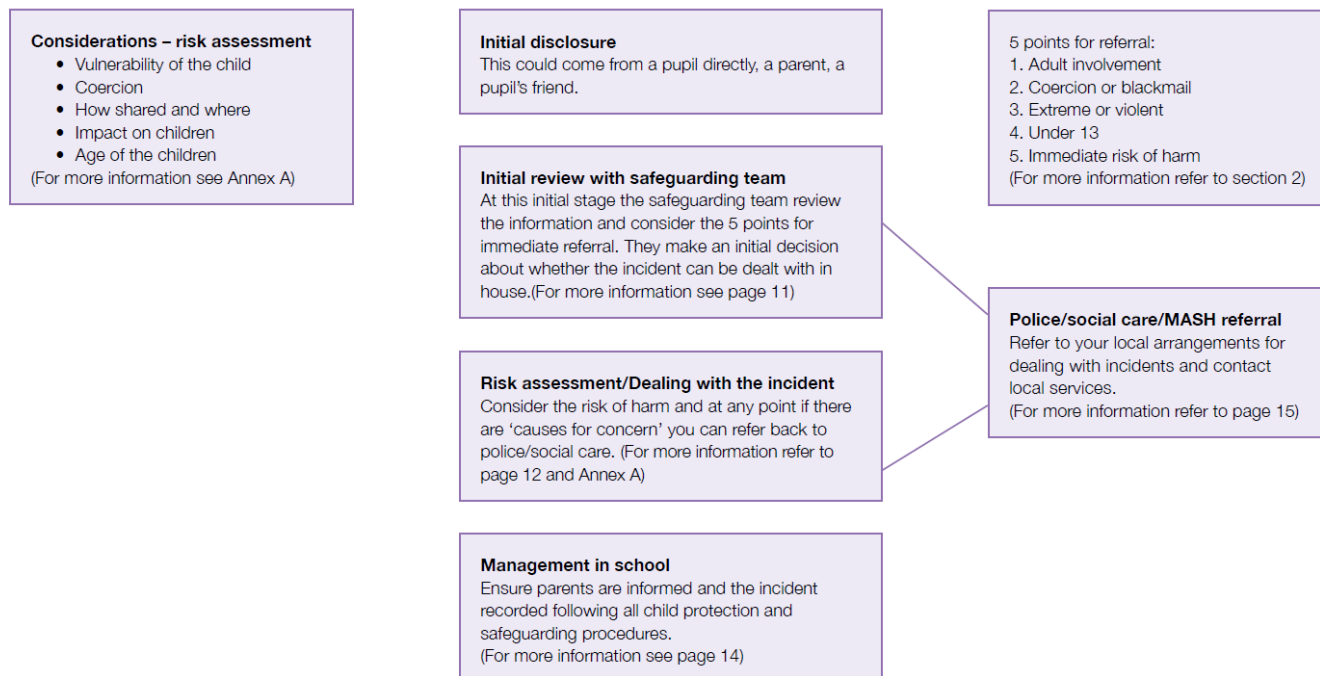 Considerations – risk assessment
• Vulnerability of the child
• Coercion
• How shared and where
• Impact on children
• Age of the children
(For more information see Annex A)
Initial disclosure
This could come from a pupil directly, a parent, a
pupil's friend.
Initial review with safeguarding team
At this initial stage the safeguarding team review
the information and consider the 5 points for
immediate referral. They make an initial decision
about whether the incident can be dealt with in
house.(For more information see page 11)
Risk assessment/Dealing with the incident
Consider the risk of harm and at any point if there
are 'causes for concern' you can refer back to
police/social care. (For more information refer to
page 12 and Annex A)
Management in school
Ensure parents are informed and the incident
recorded following all child protection and
safeguarding procedures.
(For more information see page 14)
5 points for referral:
1. Adult involvement
2. Coercion or blackmail
3. Extreme or violent
4. Under 13
5. Immediate risk of harm
(For more information refer to section 2)
Police/social care/MASH referral
Refer to your local arrangements for
dealing with incidents and contact
local services.
(For more information refer to page 15)